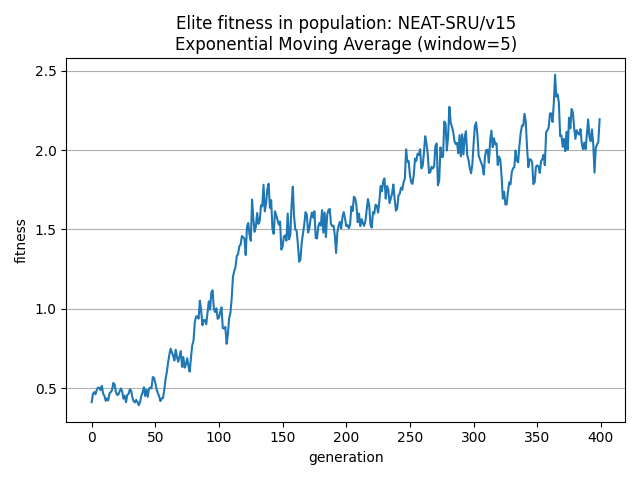 Elite fitness in population: NEAT-SRU/v15
Exponential Moving Average (window=5)
fitness
2.5
2.0
1.5
1.0
0.5
0 50 100 150 200 250 300 350 400
generation